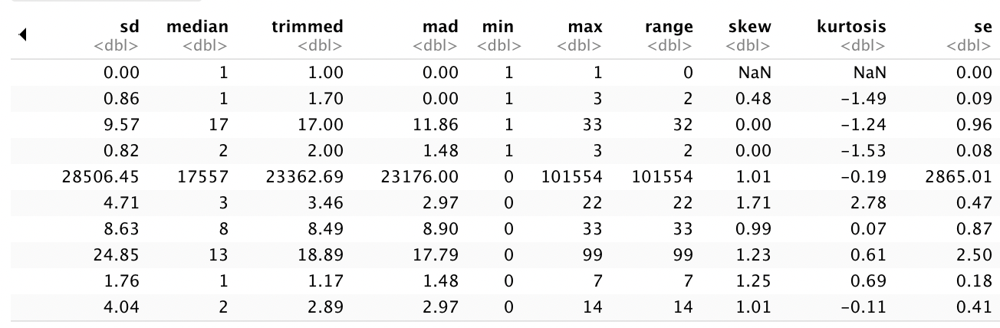 sd median trimmed mad min max range skew kurtosis se
<dbl> <dbl> <dbl> <dbl> <dbl> <dbl> <dbl> <dbl> <dbl> <dbl>
0.00 1 1.00 0.00 1 1 0 NaN NaN 0.00
0.86 1 1.70 0.00 1 3 2 0.48 −1.49 0.09
9.57 17 17.00 11.86 1 33 32 0.00 −1.24 0.96
0.82 2 2.00 1.48 1 3 2 0.00 −1.53 0.08
28506.45 17557 23362.69 23176.00 0 101554 101554 1.01 −0.19 2865.01
4.71 3 3.46 2.97 0 22 22 1.71 2.78 0.47
8.63 8 8.49 8.90 0 33 33 0.99 0.07 0.87
24.85 13 18.89 17.79 0 99 99 1.23 0.61 2.50
1.76 1 1.17 1.48 0 7 7 1.25 0.69 0.18
4.04 2 2.89 2.97 0 14 14 1.01 −0.11 0.41